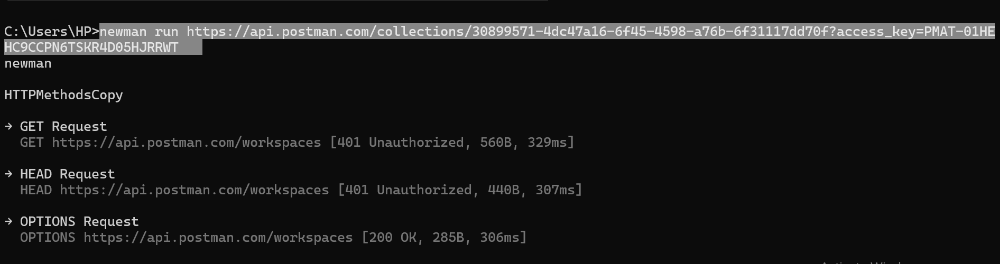 C:\Users\HP>newman run https://api.postman.com/collections/30899571-4dc47a16-6f45-4598-a76b-6f31117dd70f?access_key=PMAT-01HE
HC9CCPN6TSKR4D05HJRRWT
newman
HTTPMethodsCopy
→ GET Request
GET https://api.postman.com/workspaces [401 Unauthorized, 560B, 329ms]
→ HEAD Request
HEAD https://api.postman.com/workspaces [401 Unauthorized, 440B, 307ms]
→ OPTIONS Request
OPTIONS https://api.postman.com/workspaces [200 OK, 285B, 306ms]